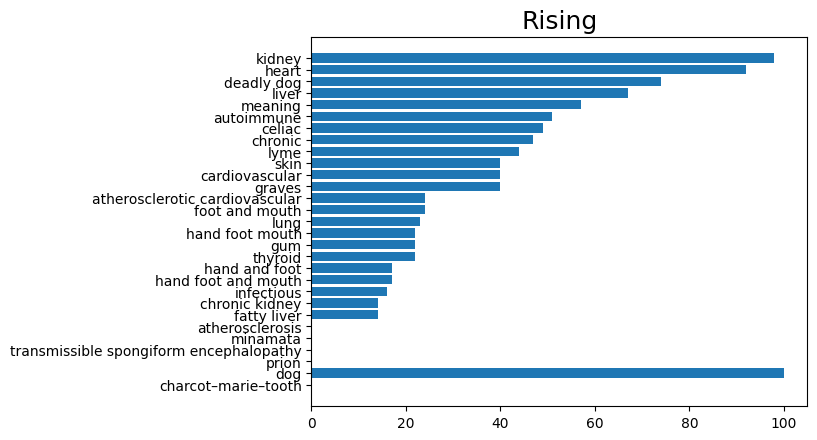 Rising
kidney
heart
deadly dog
liver
meaning
autoimmune
celiac
chronic
lyme
skin
cardiovascular
graves
atherosclerotic cardiovascular
foot and mouth
lung
hand foot mouth
gum
thyroid
hand and foot
hand foot and mouth
infectious
chronic kidney
fatty liver
atherosclerosis
minamata
transmissible spongiform encephalopathy
prion
dog
charcot–marie–tooth
0 20 40 60 80 100